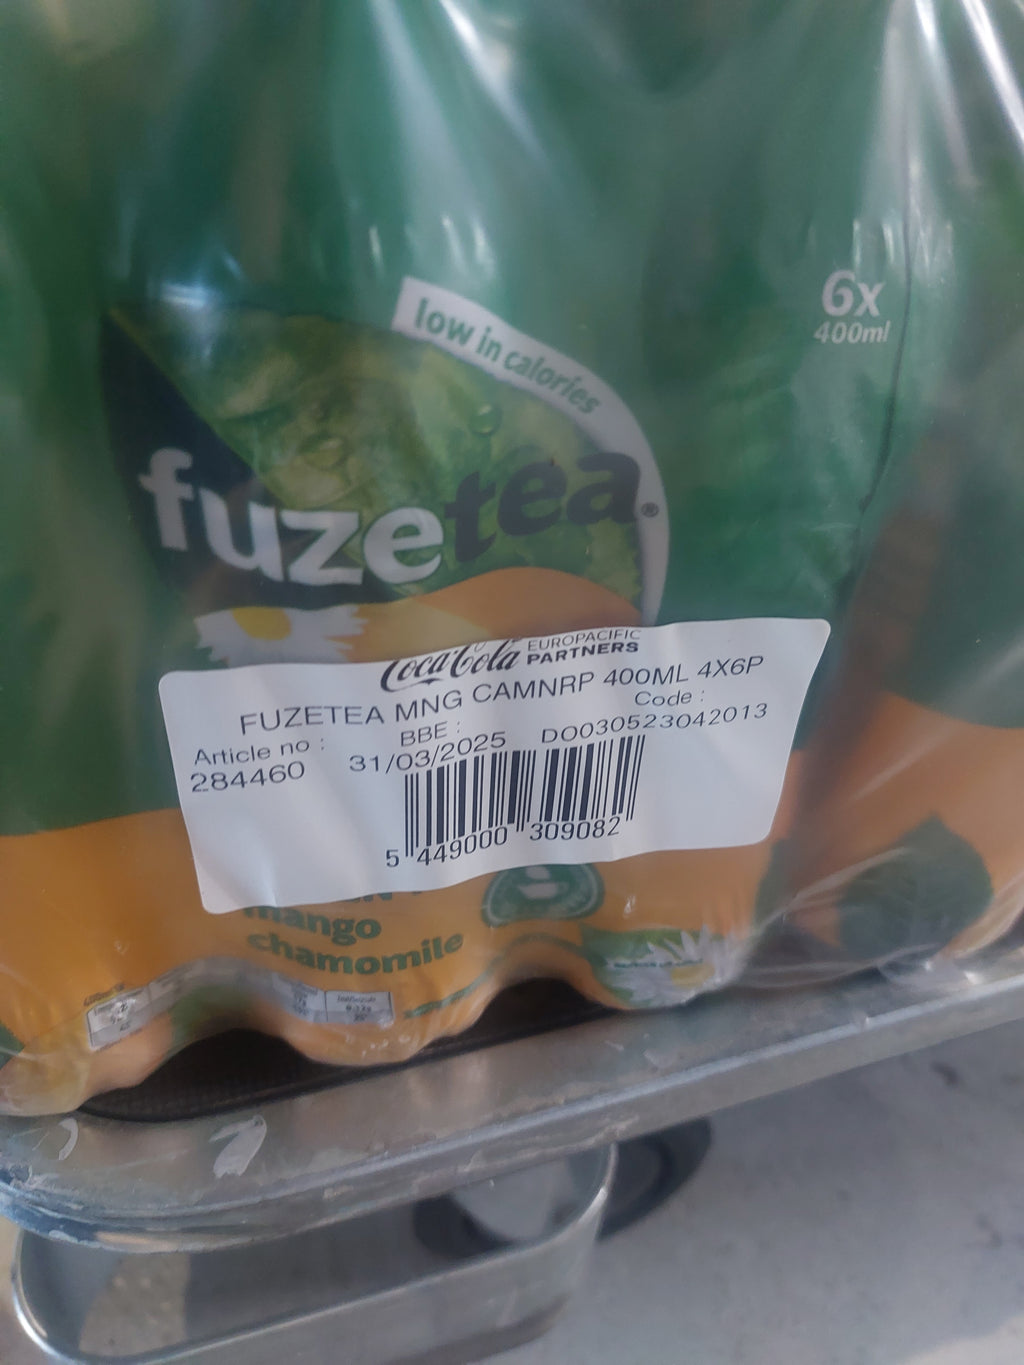 6x
400ml
low in calories
fuzetea®
Coca-Cola EUROPACIFIC
PARTNERS
FUZETEA MNG CAMNRP 400ML 4X6P
Article no : BBE : Code :
284460 31/03/2025 DO030523042013
5 449000 309082
mango
chamomile